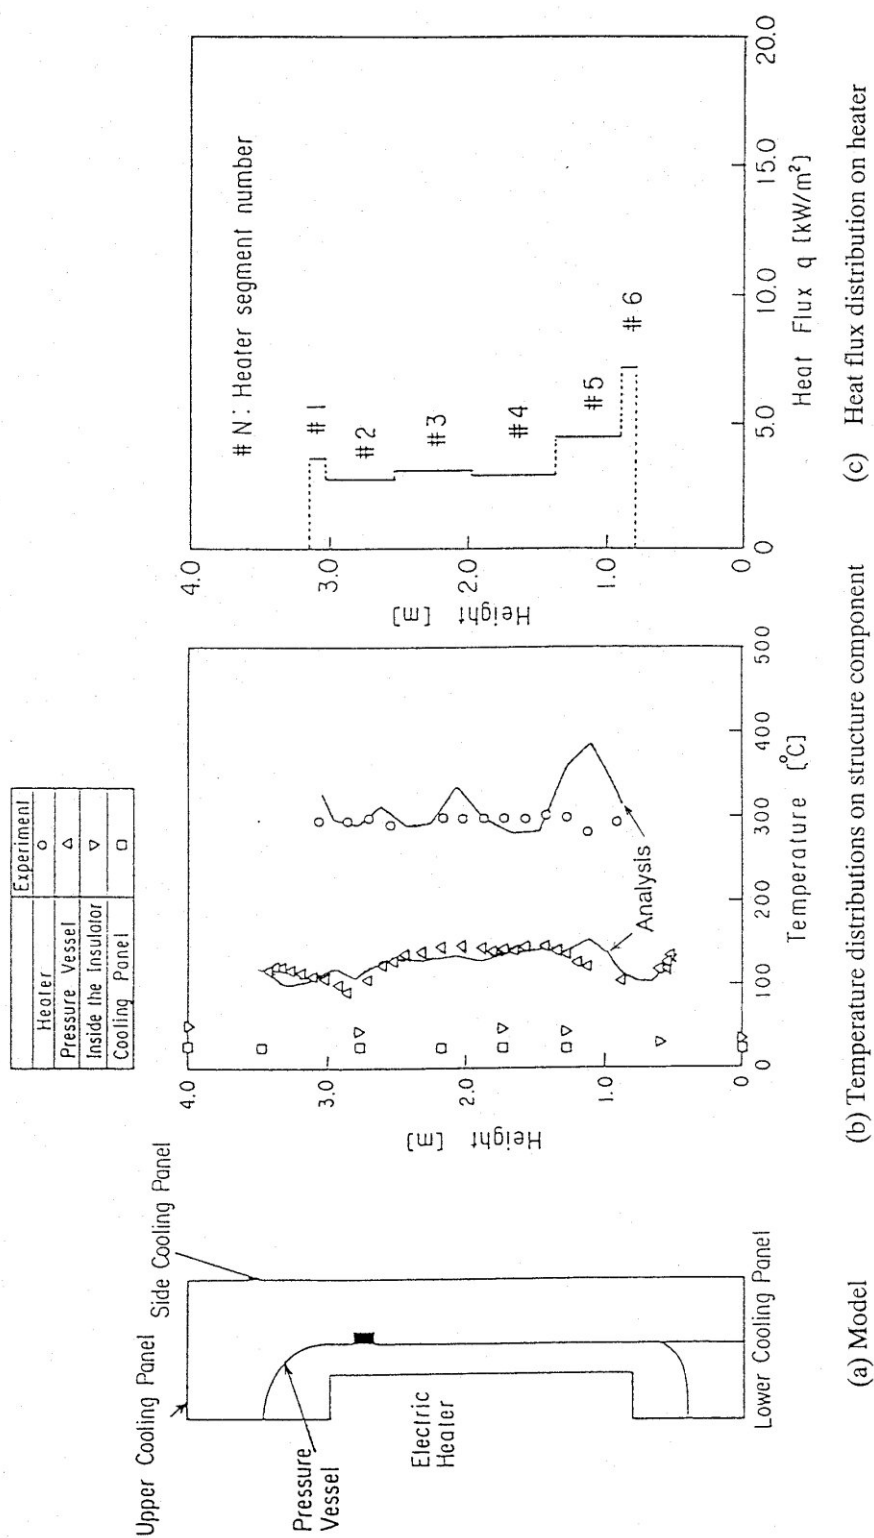 Experiment
Heater ○
Pressure Vessel △
Inside the Insulator ▽
Cooling Panel □
Upper Cooling Panel
Side Cooling Panel
Pressure
Vessel
Electric
Heater
Lower Cooling Panel
(a) Model
4.0
3.0
2.0
1.0
0
Height [m]
0 100 200 300 400 500
Temperature [°C]
Analysis
(b) Temperature distributions on structure component
4.0
3.0
2.0
1.0
0
Height [m]
# N: Heater segment number
# 1
# 2
# 3
# 4
# 5
# 6
0 5.0 10.0 15.0 20.0
Heat Flux q [kW/m²]
(c) Heat flux distribution on heater